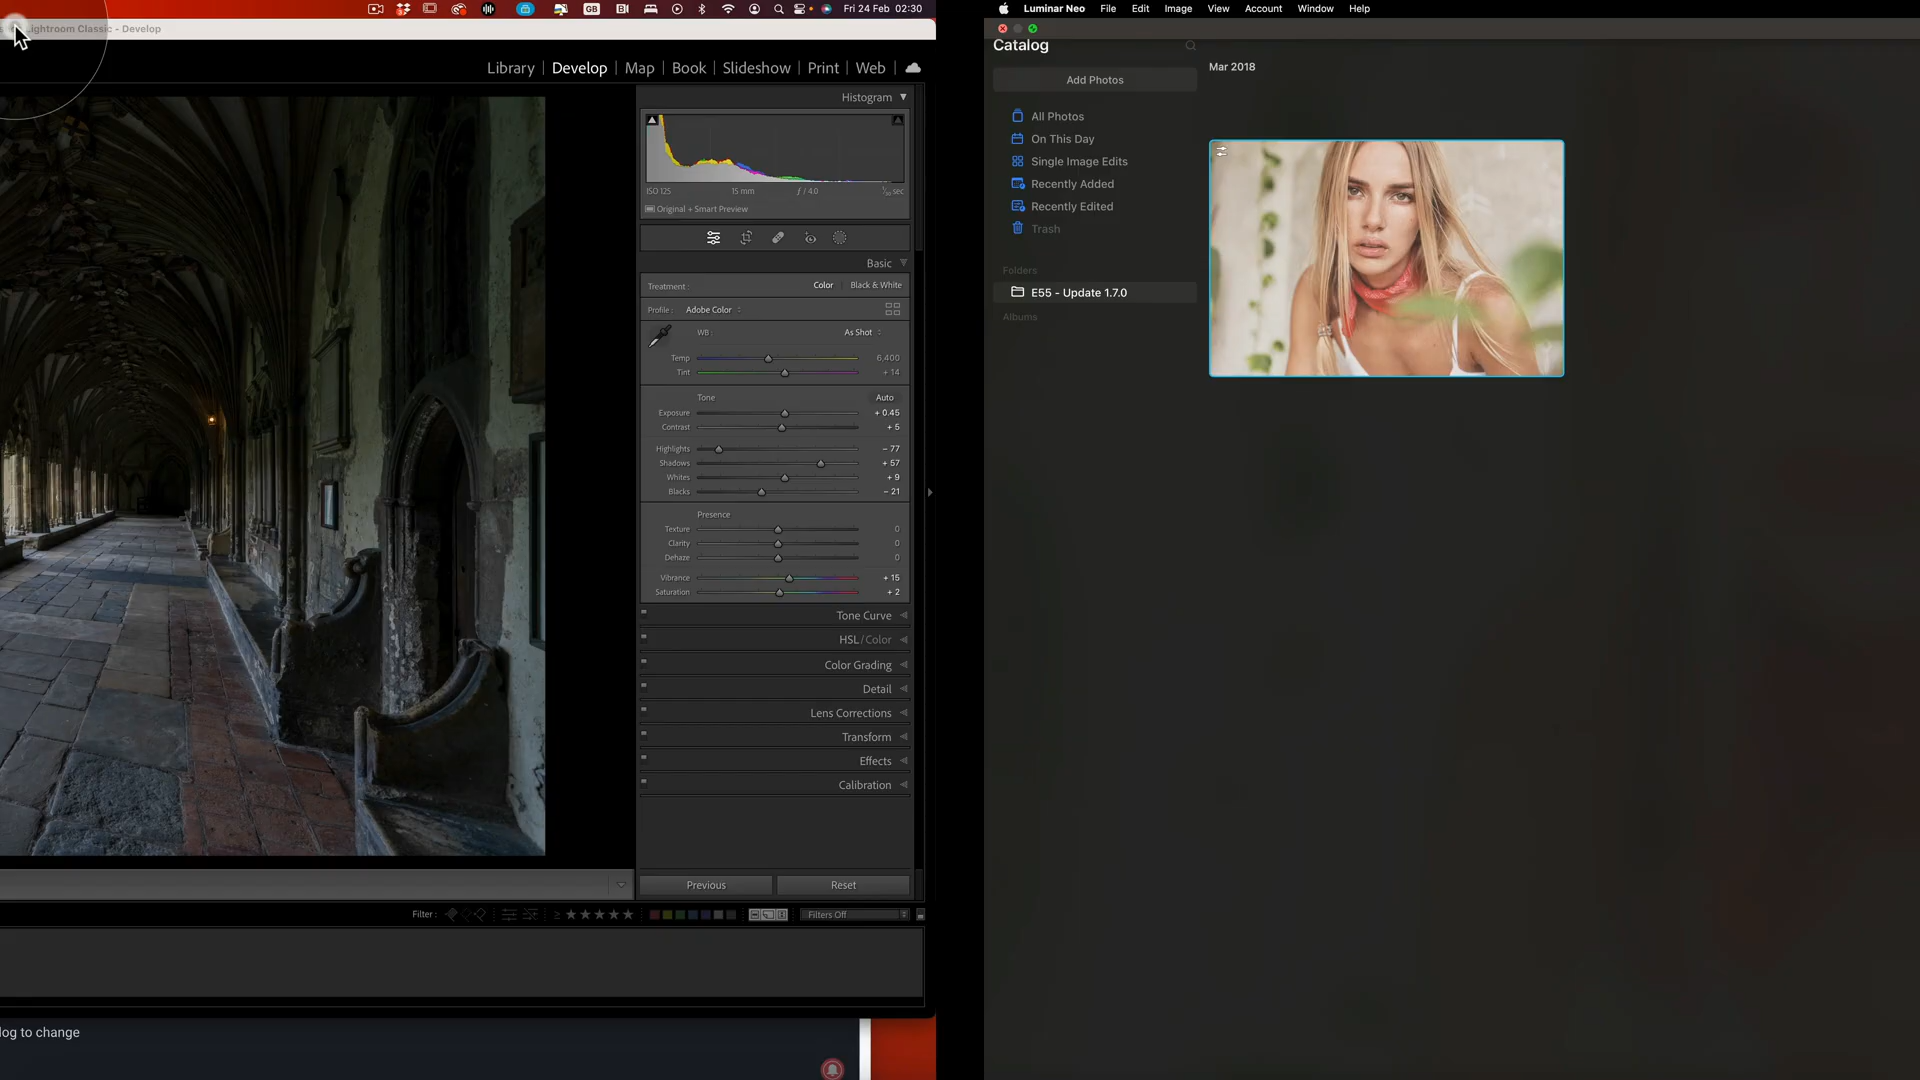 GB
Fri 24 Feb 02:30
Lightroom Classic - Develop
Library | Develop | Map | Book | Slideshow | Print | Web
Histogram
ISO 125 15 mm f / 4.0 sec
Original + Smart Preview
Basic
Treatment : Color Black & White
Profile : Adobe Color
WB : As Shot
Temp 6,400
Tint + 14
Tone Auto
Exposure + 0.45
Contrast + 5
Highlights – 77
Shadows + 57
Whites + 9
Blacks – 21
Presence
Texture 0
Clarity 0
Dehaze 0
Vibrance + 15
Saturation + 2
Tone Curve
HSL / Color
Color Grading
Detail
Lens Corrections
Transform
Effects
Calibration
Previous Reset
Filter : Filters Off
log to change
Luminar Neo File Edit Image View Account Window Help
Catalog
Add Photos
All Photos
On This Day
Single Image Edits
Recently Added
Recently Edited
Trash
Folders
E55 - Update 1.7.0
Albums
Mar 2018